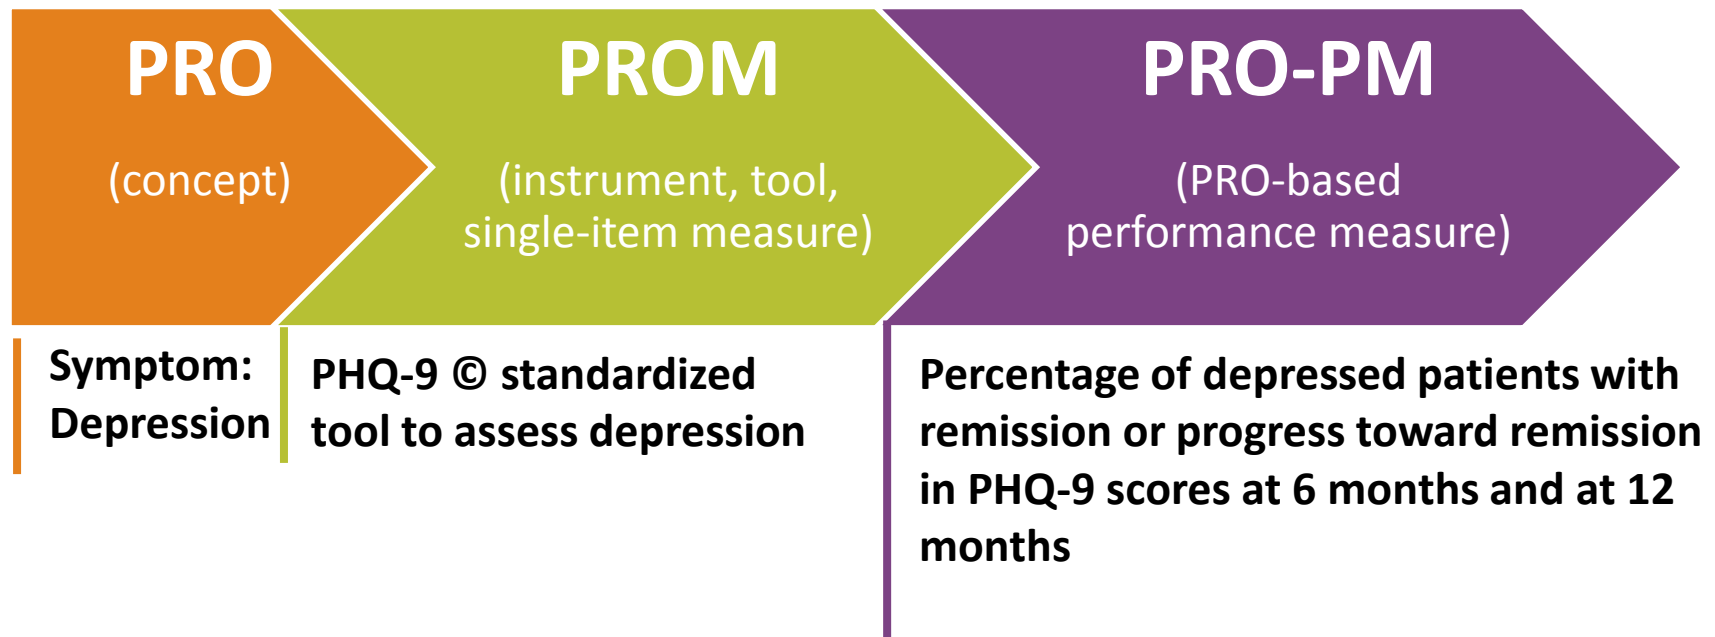 PRO
(concept)
PROM
(instrument, tool,
single-item measure)
PRO-PM
(PRO-based
performance measure)
Symptom:
Depression
PHQ-9 © standardized
tool to assess depression
Percentage of depressed patients with
remission or progress toward remission
in PHQ-9 scores at 6 months and at 12
months